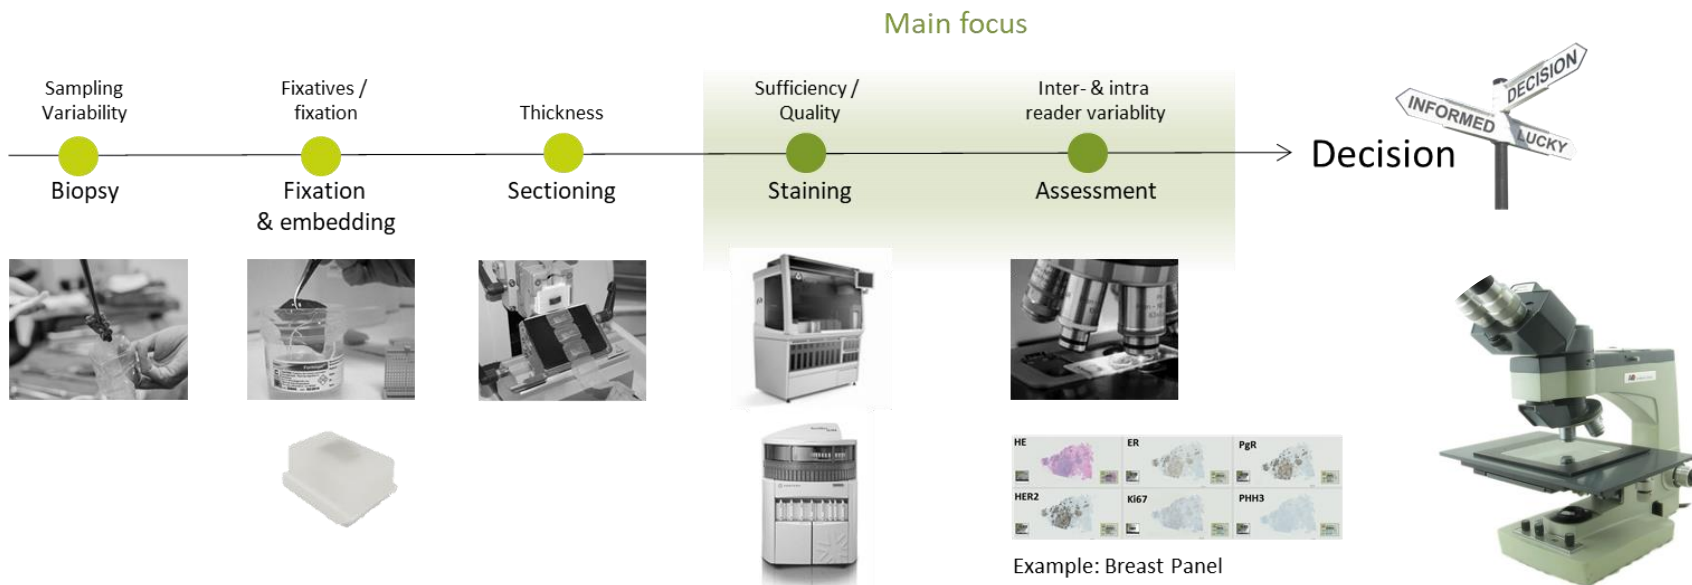 Main focus
Sampling
Variability
Fixatives /
fixation
Thickness
Sufficiency /
Quality
Inter- & intra
reader variablity
Biopsy
Fixation
& embedding
Sectioning
Staining
Assessment
Decision
DECISION
INFORMED
LUCKY
HE
ER
PgR
HER2
Ki67
PHH3
Example: Breast Panel